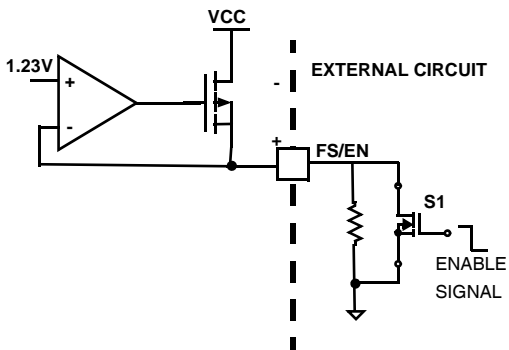 VCC
1.23V
EXTERNAL CIRCUIT
+
-
-
+
FS/EN
S1
ENABLE
SIGNAL